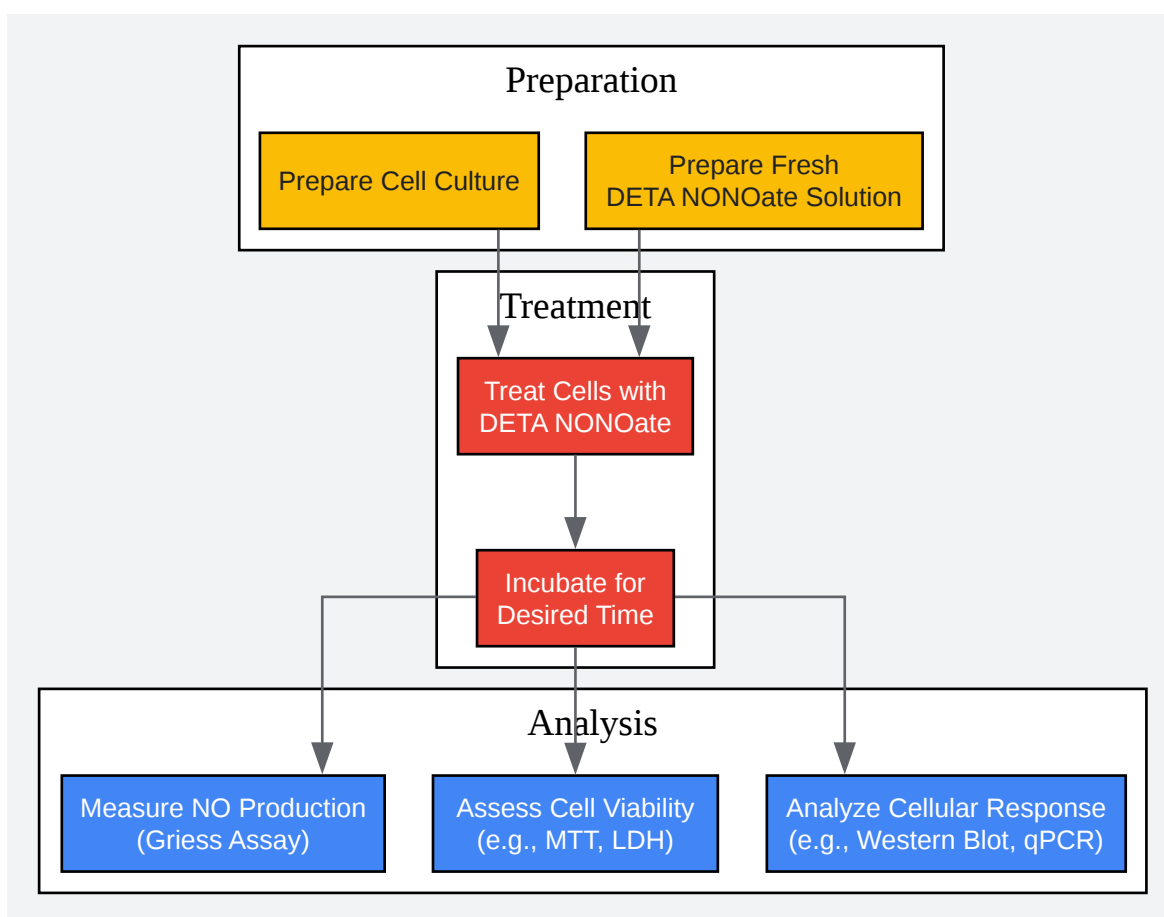 Preparation
Prepare Cell Culture
Prepare Fresh
DETA NONOate Solution
Treatment
Treat Cells with
DETA NONOate
Incubate for
Desired Time
Analysis
Measure NO Production
(Griess Assay)
Assess Cell Viability
(e.g., MTT, LDH)
Analyze Cellular Response
(e.g., Western Blot, qPCR)